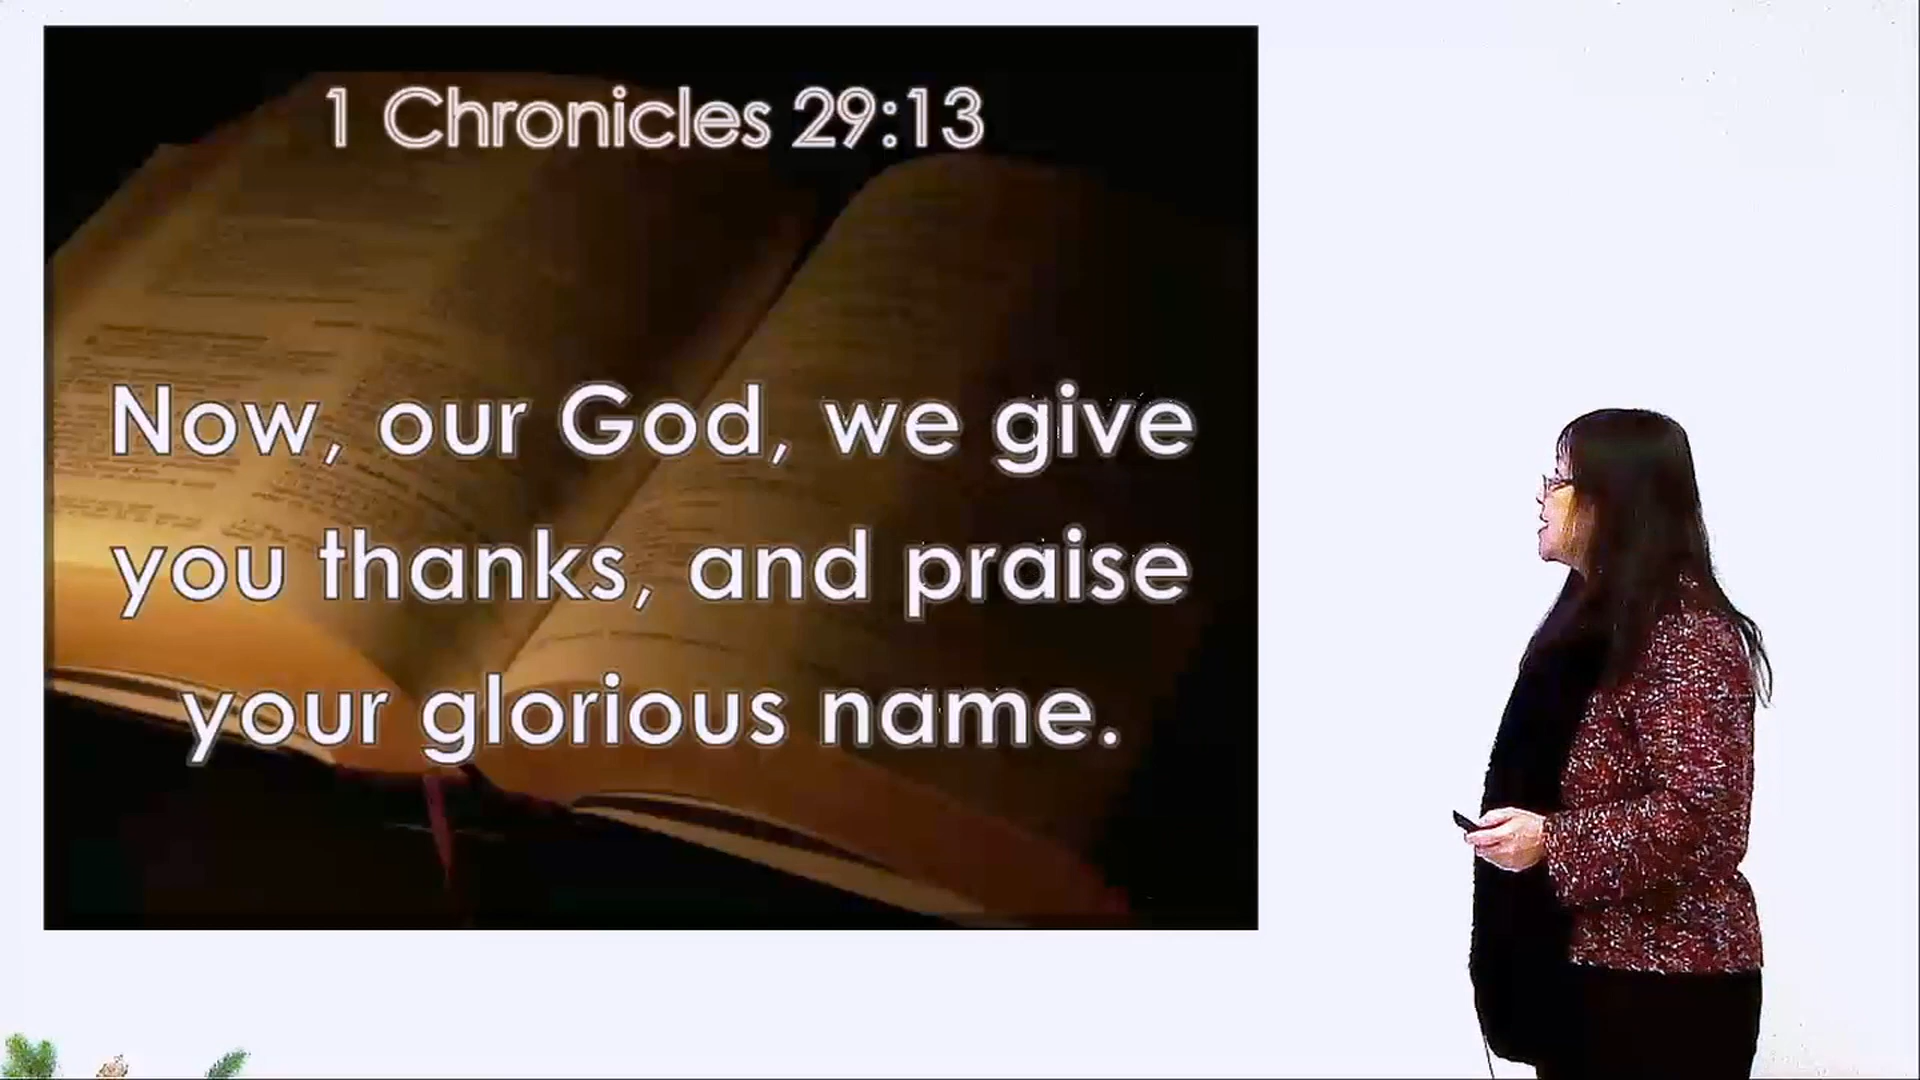 1 Chronicles 29:13
Now, our God, we give
you thanks, and praise
your glorious name.